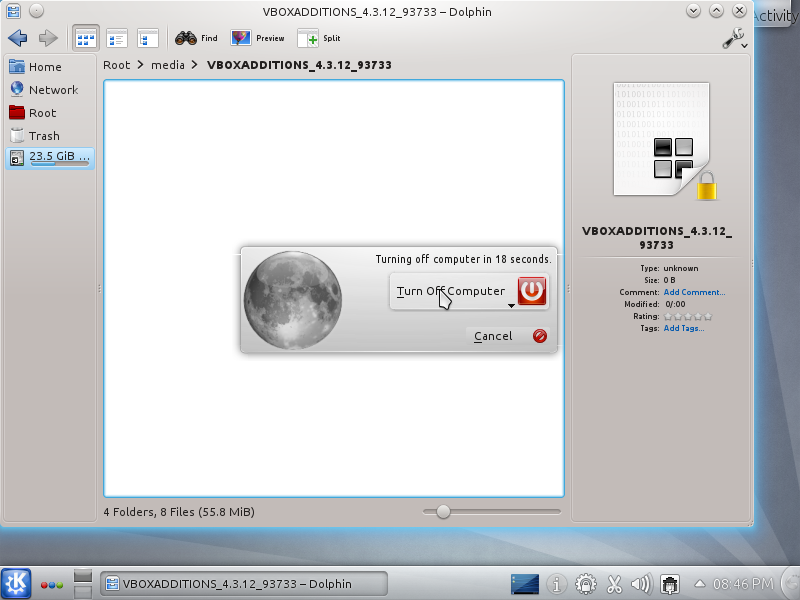 VBOXADDITIONS_4.3.12_93733 – Dolphin
Activity
Find
Preview
Split
Home
Network
Root
Trash
23.5 GiB ...
Root > media > VBOXADDITIONS_4.3.12_93733
VBOXADDITIONS_4.3.12_
93733
Type: unknown
Size: 0 B
Comment: Add Comment...
Modified: 0/:00
Rating:
Tags: Add Tags...
Turning off computer in 18 seconds.
Turn Off Computer
Cancel
4 Folders, 8 Files (55.8 MiB)
VBOXADDITIONS_4.3.12_93733 – Dolphin
08:46 PM